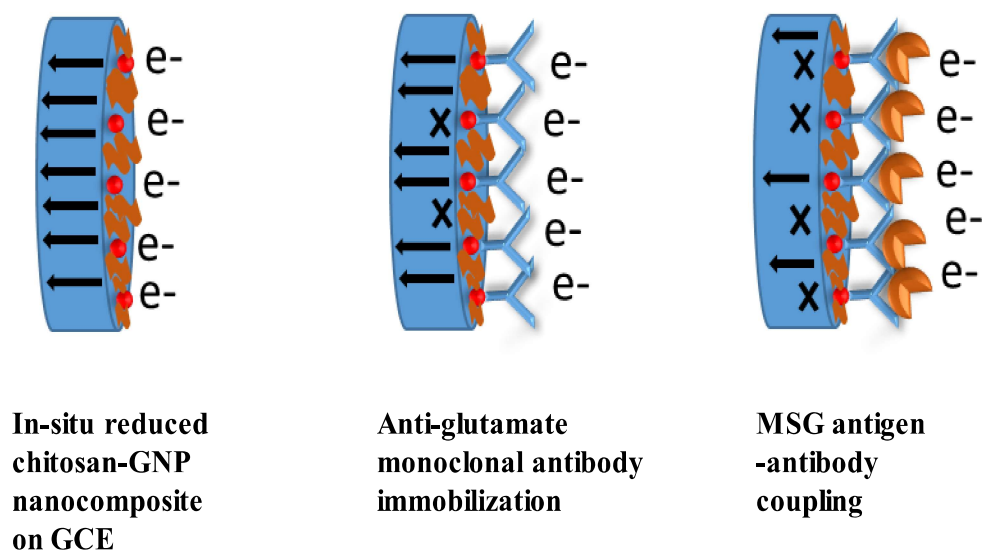 e-
e-
e-
e-
e-
In-situ reduced
chitosan-GNP
nanocomposite
on GCE
e-
e-
e-
e-
e-
Anti-glutamate
monoclonal antibody
immobilization
e-
e-
e-
e-
e-
MSG antigen
-antibody
coupling